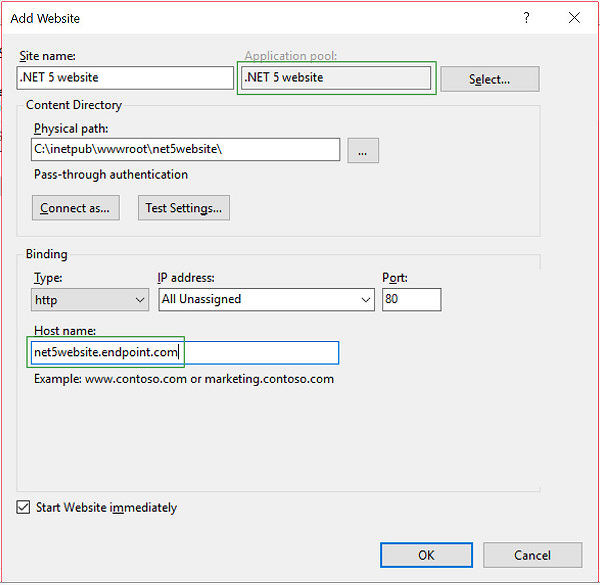 Add Website
?
Site name:
Application pool:
.NET 5 website
.NET 5 website
Select...
Content Directory
Physical path:
C:\inetpub\wwwroot\net5website\
...
Pass-through authentication
Connect as...
Test Settings...
Binding
Type:
IP address:
Port:
http
All Unassigned
80
Host name:
net5website.endpoint.com
Example: www.contoso.com or marketing.contoso.com
Start Website immediately
OK
Cancel